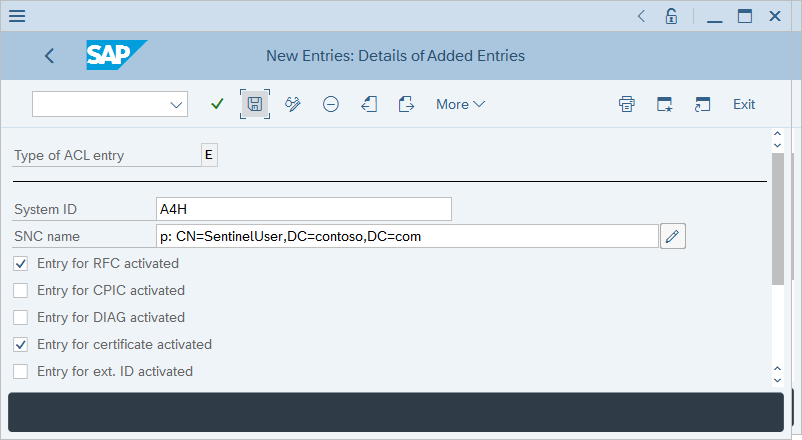 SAP
New Entries: Details of Added Entries
More
Exit
Type of ACL entry E
System ID A4H
SNC name p: CN=SentinelUser,DC=contoso,DC=com
Entry for RFC activated
Entry for CPIC activated
Entry for DIAG activated
Entry for certificate activated
Entry for ext. ID activated